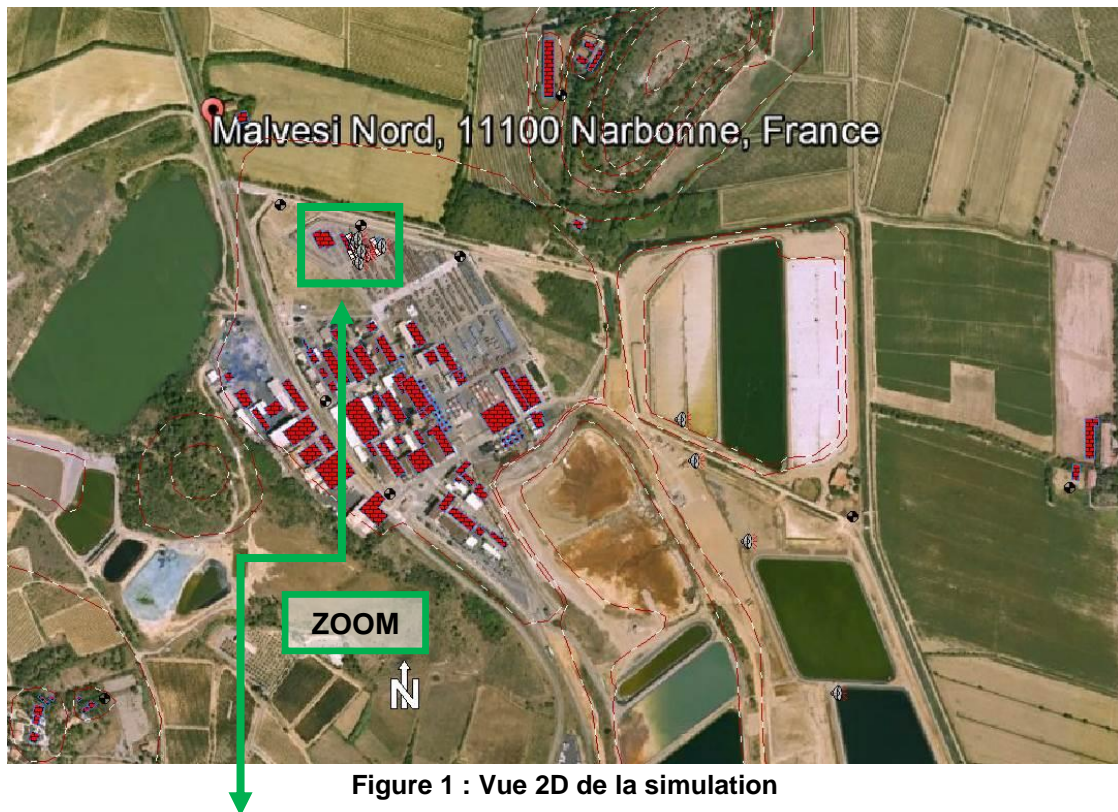 Malvesi Nord, 11100 Narbonne, France
ZOOM
N
Figure 1 : Vue 2D de la simulation